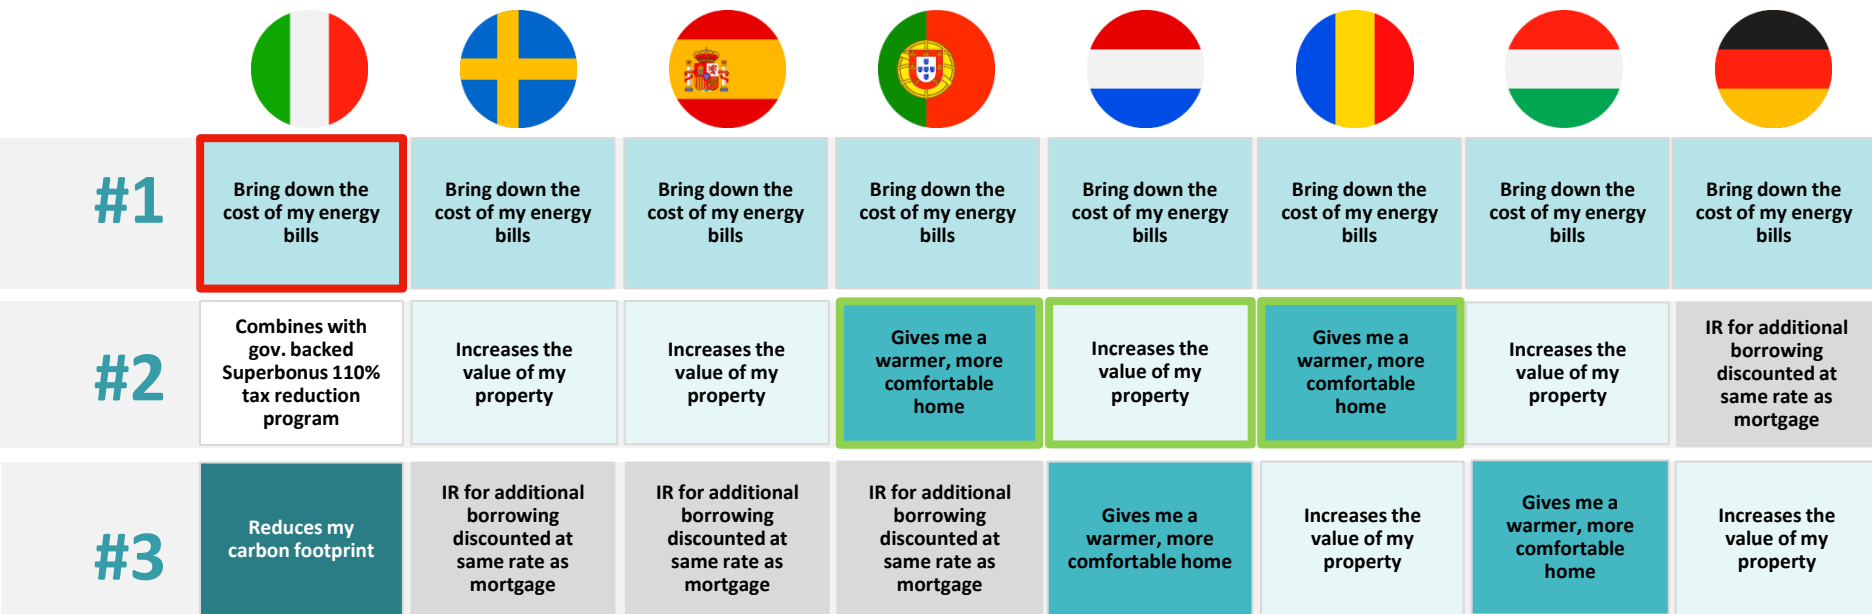 #1
Bring down the
cost of my energy
bills
Bring down the
cost of my energy
bills
Bring down the
cost of my energy
bills
Bring down the
cost of my energy
bills
Bring down the
cost of my energy
bills
Bring down the
cost of my energy
bills
Bring down the
cost of my energy
bills
Bring down the
cost of my energy
bills
#2
Combines with
gov. backed
Superbonus 110%
tax reduction
program
Increases the
value of my
property
Increases the
value of my
property
Gives me a
warmer, more
comfortable
home
Increases the
value of my
property
Gives me a
warmer, more
comfortable
home
Increases the
value of my
property
IR for additional
borrowing
discounted at
same rate as
mortgage
#3
Reduces my
carbon footprint
IR for additional
borrowing
discounted at
same rate as
mortgage
IR for additional
borrowing
discounted at
same rate as
mortgage
IR for additional
borrowing
discounted at
same rate as
mortgage
Gives me a
warmer, more
comfortable home
Increases the
value of my
property
Gives me a
warmer, more
comfortable
home
Increases the
value of my
property